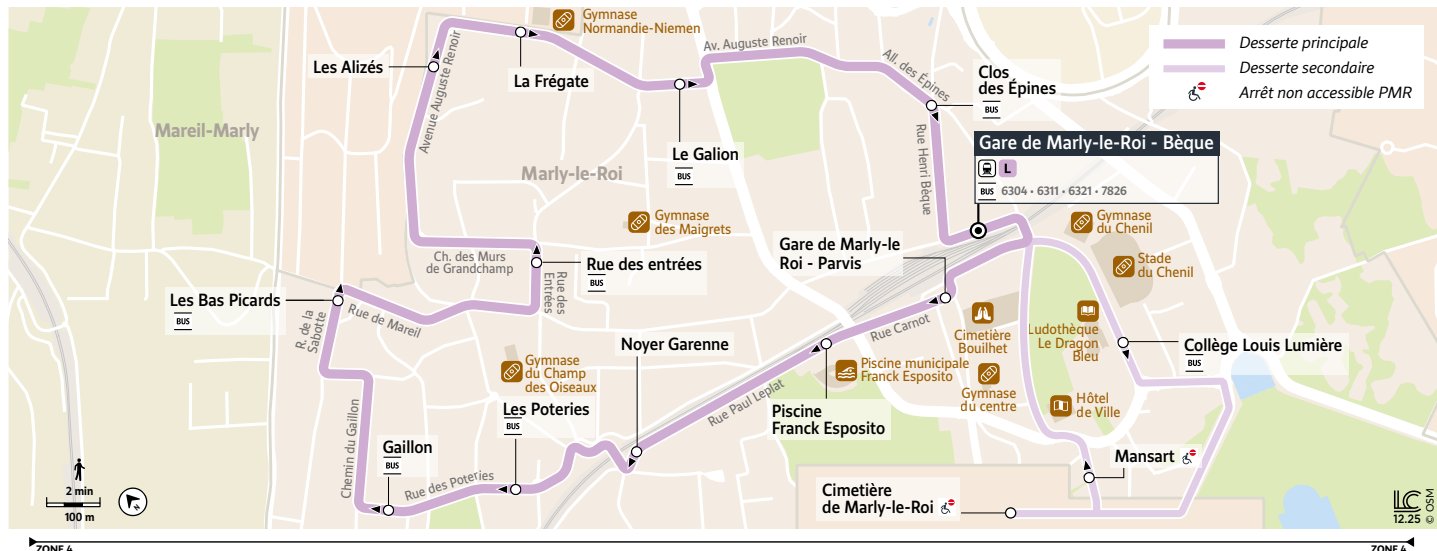 Gymnase
Normandie-Niemen
Les Alizés
La Frégate
Avenue Auguste Renoir
Av. Auguste Renoir
All. des Épines
Clos
des Épines
BUS
Desserte principale
Desserte secondaire
Arrêt non accessible PMR
Mareil-Marly
Marly-le-Roi
Le Galion
BUS
Rue Henri Bèque
Gare de Marly-le-Roi - Bèque
L
BUS 6304 • 6311 • 6321 • 7826
Gymnase
des Maigrets
Gymnase
du Chenil
Stade
du Chenil
Ch. des Murs
de Grandchamp
Rue des
Entrées
Rue des entrées
BUS
Gare de Marly-le
Roi - Parvis
Les Bas Picards
BUS
R. de la
Sabotte
Rue de Mareil
Rue Carnot
Cimetière
Bouilhet
Ludothèque
Le Dragon
Bleu
Collège Louis Lumière
BUS
Noyer Garenne
Gymnase
du Champ
des Oiseaux
Piscine municipale
Franck Esposito
Gymnase
du centre
Hôtel
de Ville
Rue Paul Leplat
Piscine
Franck Esposito
Les Poteries
BUS
Gaillon
BUS
Chemin du Gaillon
Rue des Poteries
Mansart
Cimetière
de Marly-le-Roi
2 min
100 m
N
LC
12.25
© OSM
ZONE 4
ZONE 4